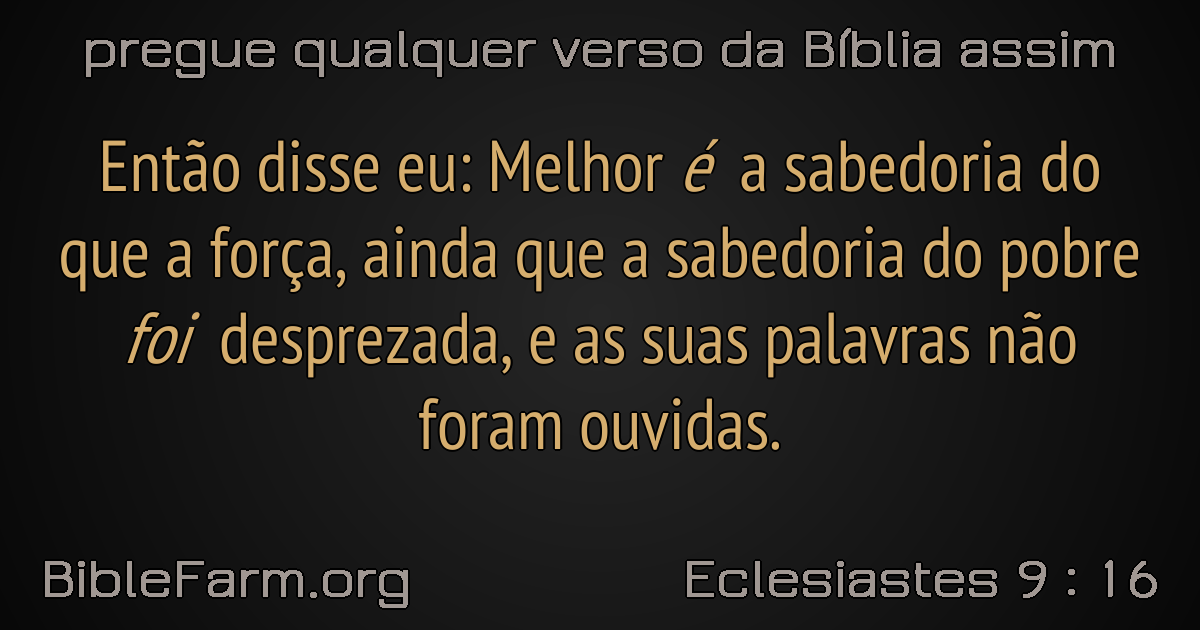 pregue qualquer verso da Bíblia assim
Então disse eu: Melhor é a sabedoria do
que a força, ainda que a sabedoria do pobre
foi desprezada, e as suas palavras não
foram ouvidas.
BibleFarm.org
Eclesiastes 9 : 16